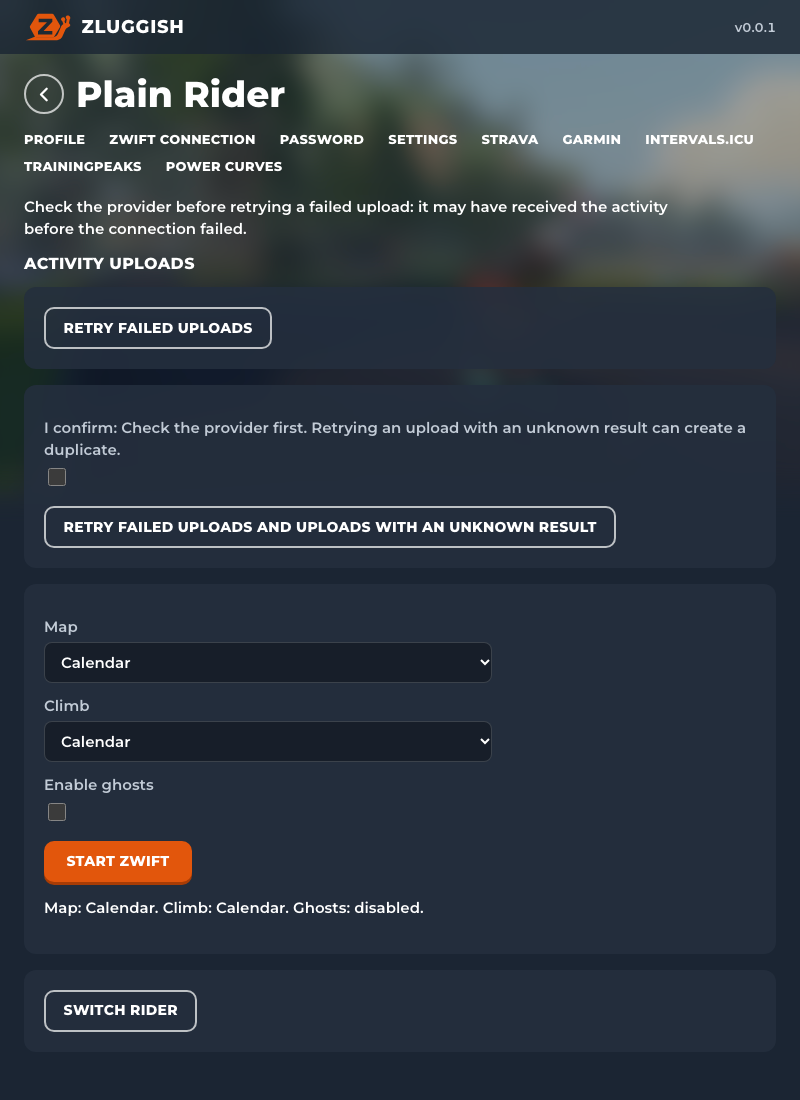 ZLUGGISH
v0.0.1
Plain Rider
PROFILE ZWIFT CONNECTION PASSWORD SETTINGS STRAVA GARMIN INTERVALS.ICU
TRAININGPEAKS POWER CURVES
Check the provider before retrying a failed upload: it may have received the activity
before the connection failed.
ACTIVITY UPLOADS
RETRY FAILED UPLOADS
I confirm: Check the provider first. Retrying an upload with an unknown result can create a
duplicate.
RETRY FAILED UPLOADS AND UPLOADS WITH AN UNKNOWN RESULT
Map
Calendar
Climb
Calendar
Enable ghosts
START ZWIFT
Map: Calendar. Climb: Calendar. Ghosts: disabled.
SWITCH RIDER